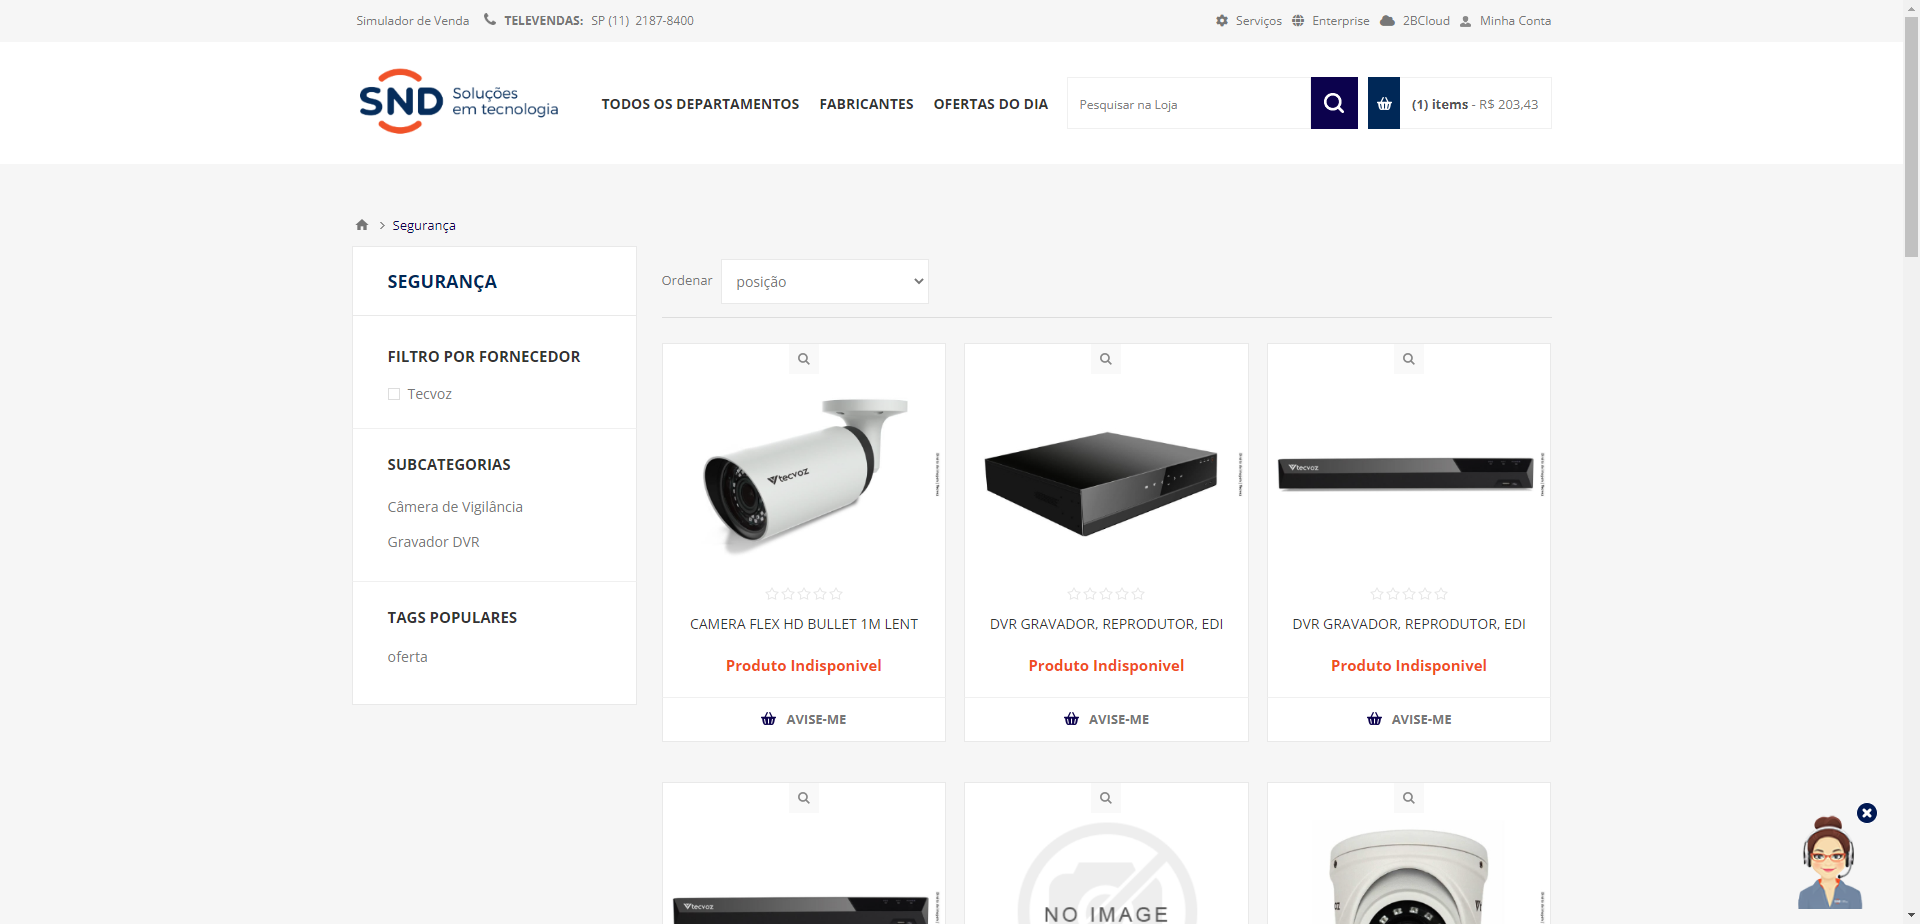 Simulador de Venda TELEVENDAS: SP (11) 2187-8400
Serviços Enterprise 2BCloud Minha Conta
SND Soluções
em tecnologia
TODOS OS DEPARTAMENTOS FABRICANTES OFERTAS DO DIA
Pesquisar na Loja
(1) items - R$ 203,43
> Segurança
SEGURANÇA
FILTRO POR FORNECEDOR
Tecvoz
SUBCATEGORIAS
Câmera de Vigilância
Gravador DVR
TAGS POPULARES
oferta
Ordenar posição
tecvoz
CAMERA FLEX HD BULLET 1M LENT
Produto Indisponivel
AVISE-ME
DVR GRAVADOR, REPRODUTOR, EDI
Produto Indisponivel
AVISE-ME
tecvoz
DVR GRAVADOR, REPRODUTOR, EDI
Produto Indisponivel
AVISE-ME
tecvoz
NO IMAGE